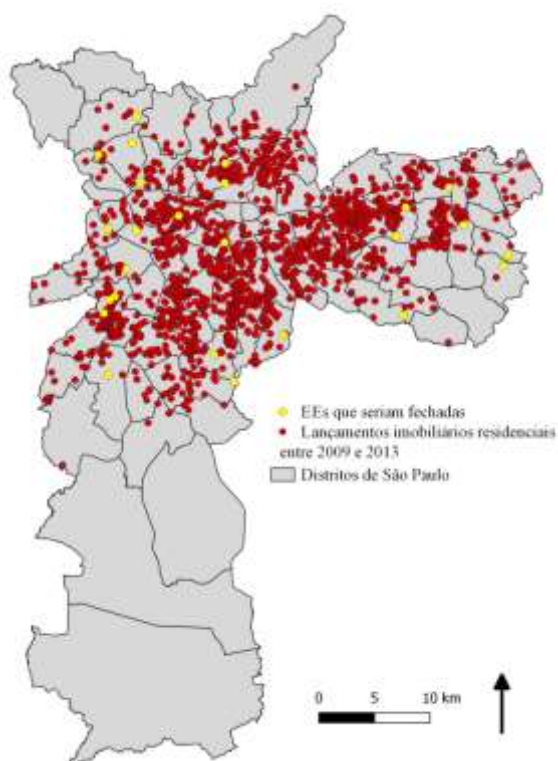 EEs que seriam fechadas
Lançamentos imobiliários residenciais
entre 2009 e 2013
Distritos de São Paulo
0 5 10 km